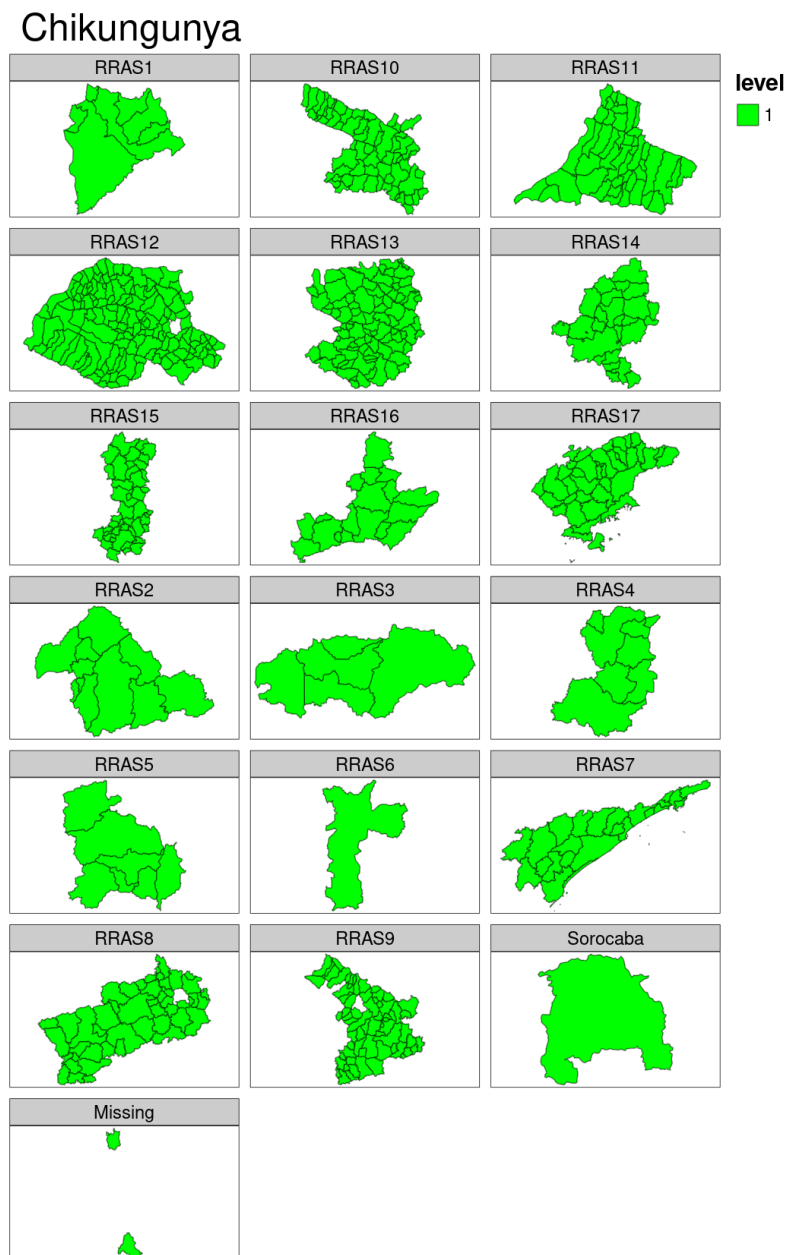 Chikungunya
RRAS1
RRAS10
RRAS11
level
1
RRAS12
RRAS13
RRAS14
RRAS15
RRAS16
RRAS17
RRAS2
RRAS3
RRAS4
RRAS5
RRAS6
RRAS7
RRAS8
RRAS9
Sorocaba
Missing